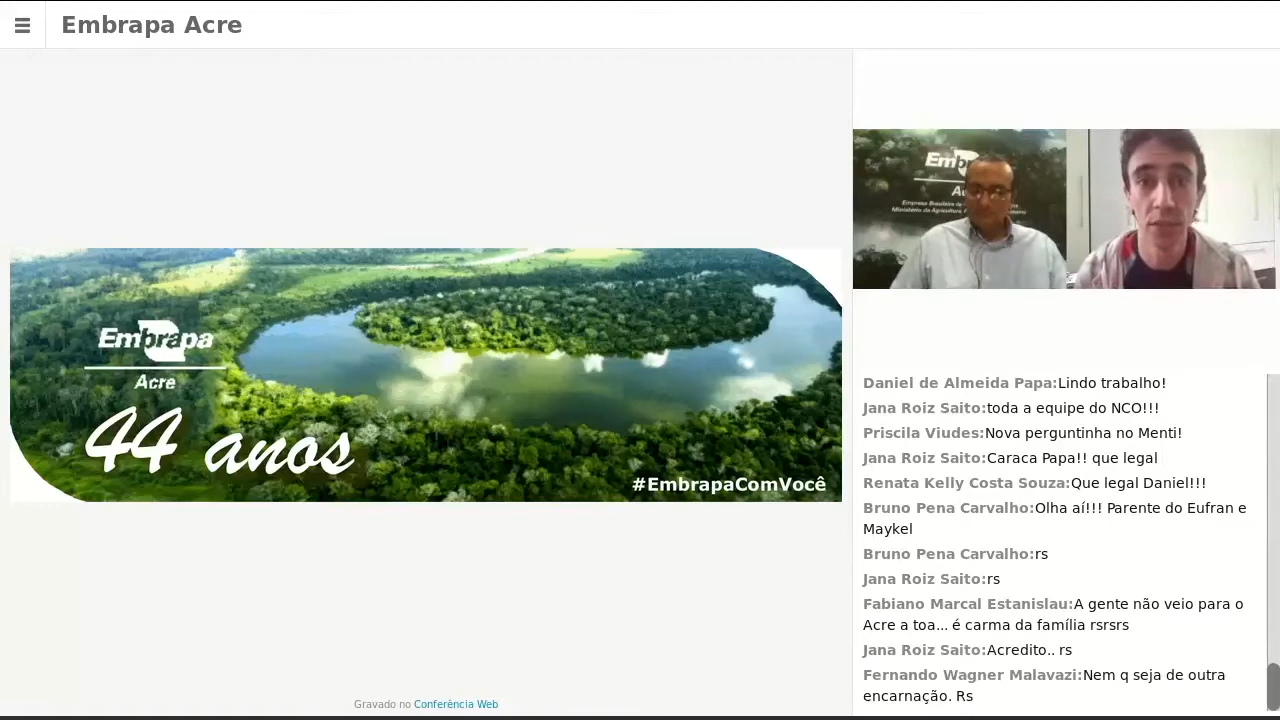 Embrapa Acre
Embrapa
Acre
44 anos
#EmbrapaComVocê
Gravado no Conferência Web
Daniel de Almeida Papa:Lindo trabalho!
Jana Roiz Saito:toda a equipe do NCO!!!
Priscila Viudes:Nova perguntinha no Menti!
Jana Roiz Saito:Caraca Papa!! que legal
Renata Kelly Costa Souza:Que legal Daniel!!!
Bruno Pena Carvalho:Olha aí!!! Parente do Eufran e
Maykel
Bruno Pena Carvalho:rs
Jana Roiz Saito:rs
Fabiano Marcal Estanislau:A gente não veio para o
Acre a toa... é carma da família rsrsrs
Jana Roiz Saito:Acredito.. rs
Fernando Wagner Malavazi:Nem q seja de outra
encarnação. Rs